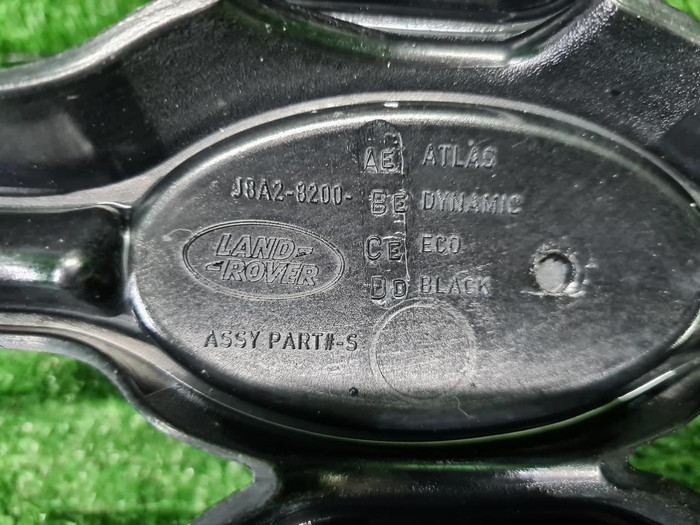 J8A2-8200-
AE ATLAS
BE DYNAMIC
CE ECO
DD BLACK
LAND-
-ROVER
ASSY PART#-S